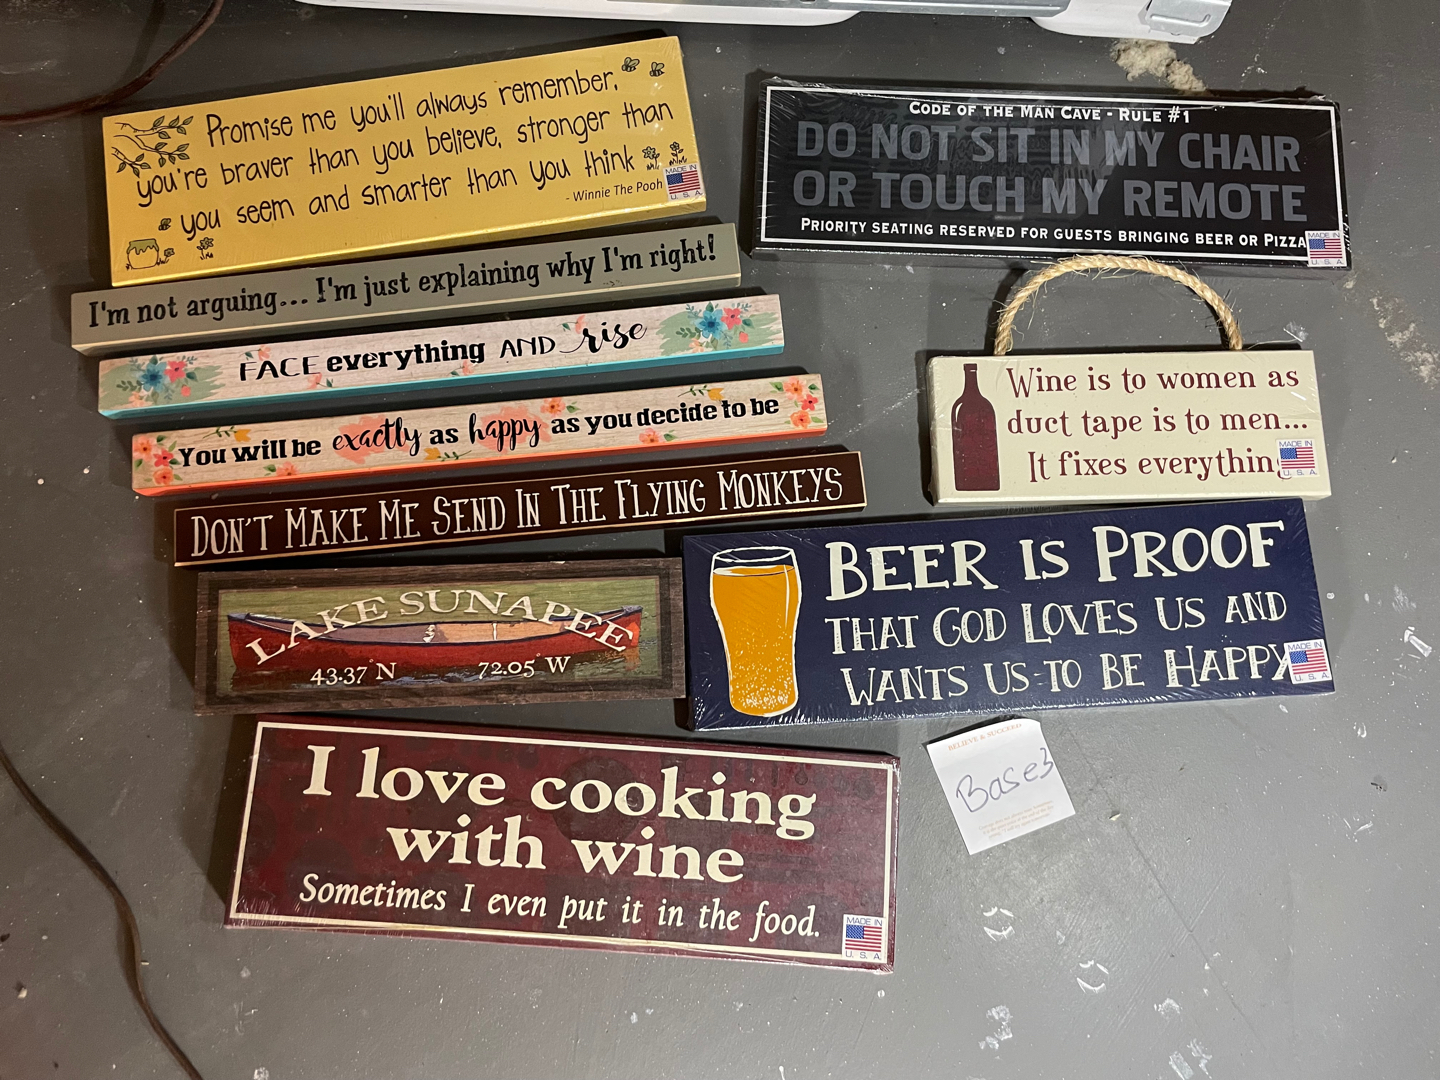 Promise me you'll always remember,
you're braver than you believe, stronger than
you seem and smarter than you think
- Winnie The Pooh
MADE IN
U.S.A.
CODE OF THE MAN CAVE - RULE #1
DO NOT SIT IN MY CHAIR
OR TOUCH MY REMOTE
PRIORITY SEATING RESERVED FOR GUESTS BRINGING BEER OR PIZZA
MADE IN
U.S.A.
I'm not arguing... I'm just explaining why I'm right!
FACE everything AND rise
You will be exactly as happy as you decide to be
DON'T MAKE ME SEND IN THE FLYING MONKEYS
Wine is to women as
duct tape is to men...
It fixes everything
MADE IN
U.S.A.
LAKE SUNAPEE
43.37°N 72.05°W
BEER IS PROOF
THAT GOD LOVES US AND
WANTS US TO BE HAPPY
MADE IN
U.S.A.
BELIEVE & SUCCEED
Base3
I love cooking
with wine
Sometimes I even put it in the food.
MADE IN
U.S.A.